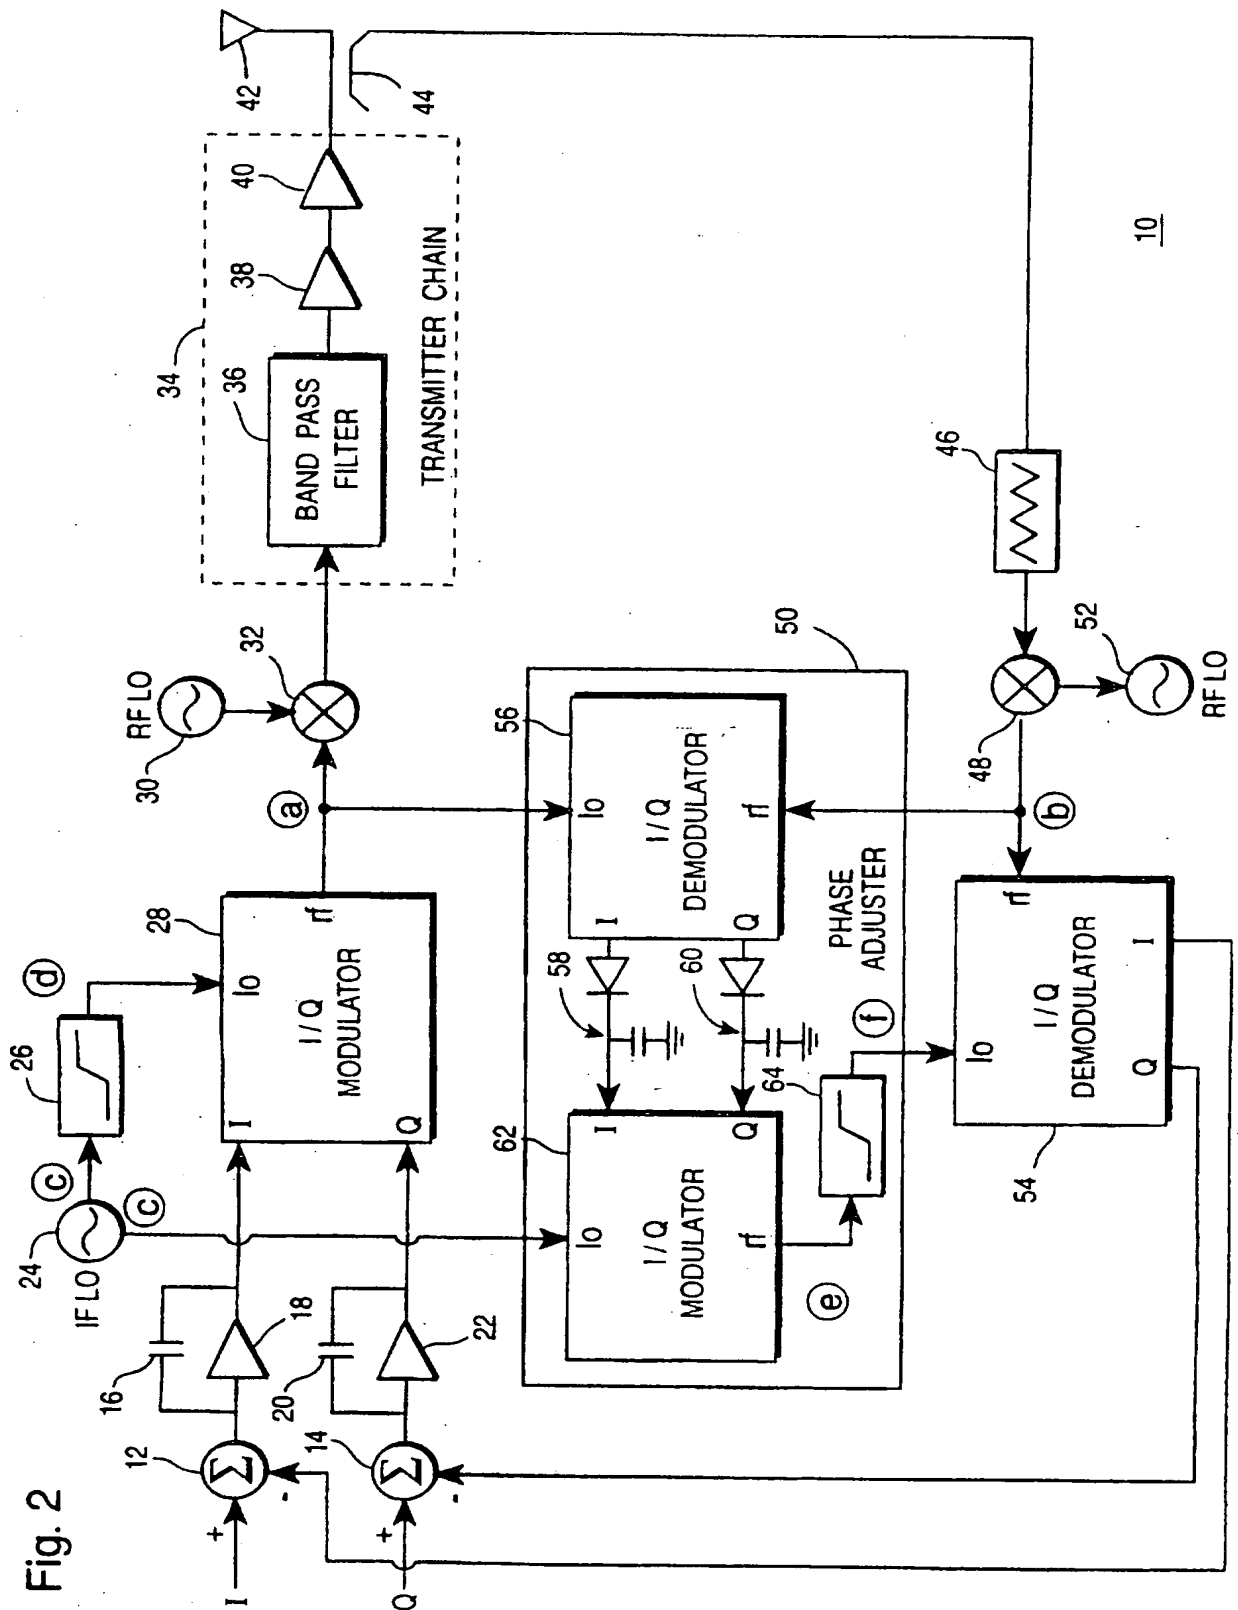 Fig. 2
I
Q
+
-
+
-
Σ
Σ
12
14
16
18
20
22
24
IF LO
c
c
26
d
lo
I
Q
I/Q
MODULATOR
rf
28
a
RF LO
30
32
34
36
BAND PASS
FILTER
38
40
TRANSMITTER CHAIN
42
44
46
48
52
RF LO
b
50
56
lo
I/Q
DEMODULATOR
rf
I
Q
58
60
62
lo
I
Q
I/Q
MODULATOR
rf
e
64
f
PHASE
ADJUSTER
lo
rf
I/Q
DEMODULATOR
Q
I
54
10